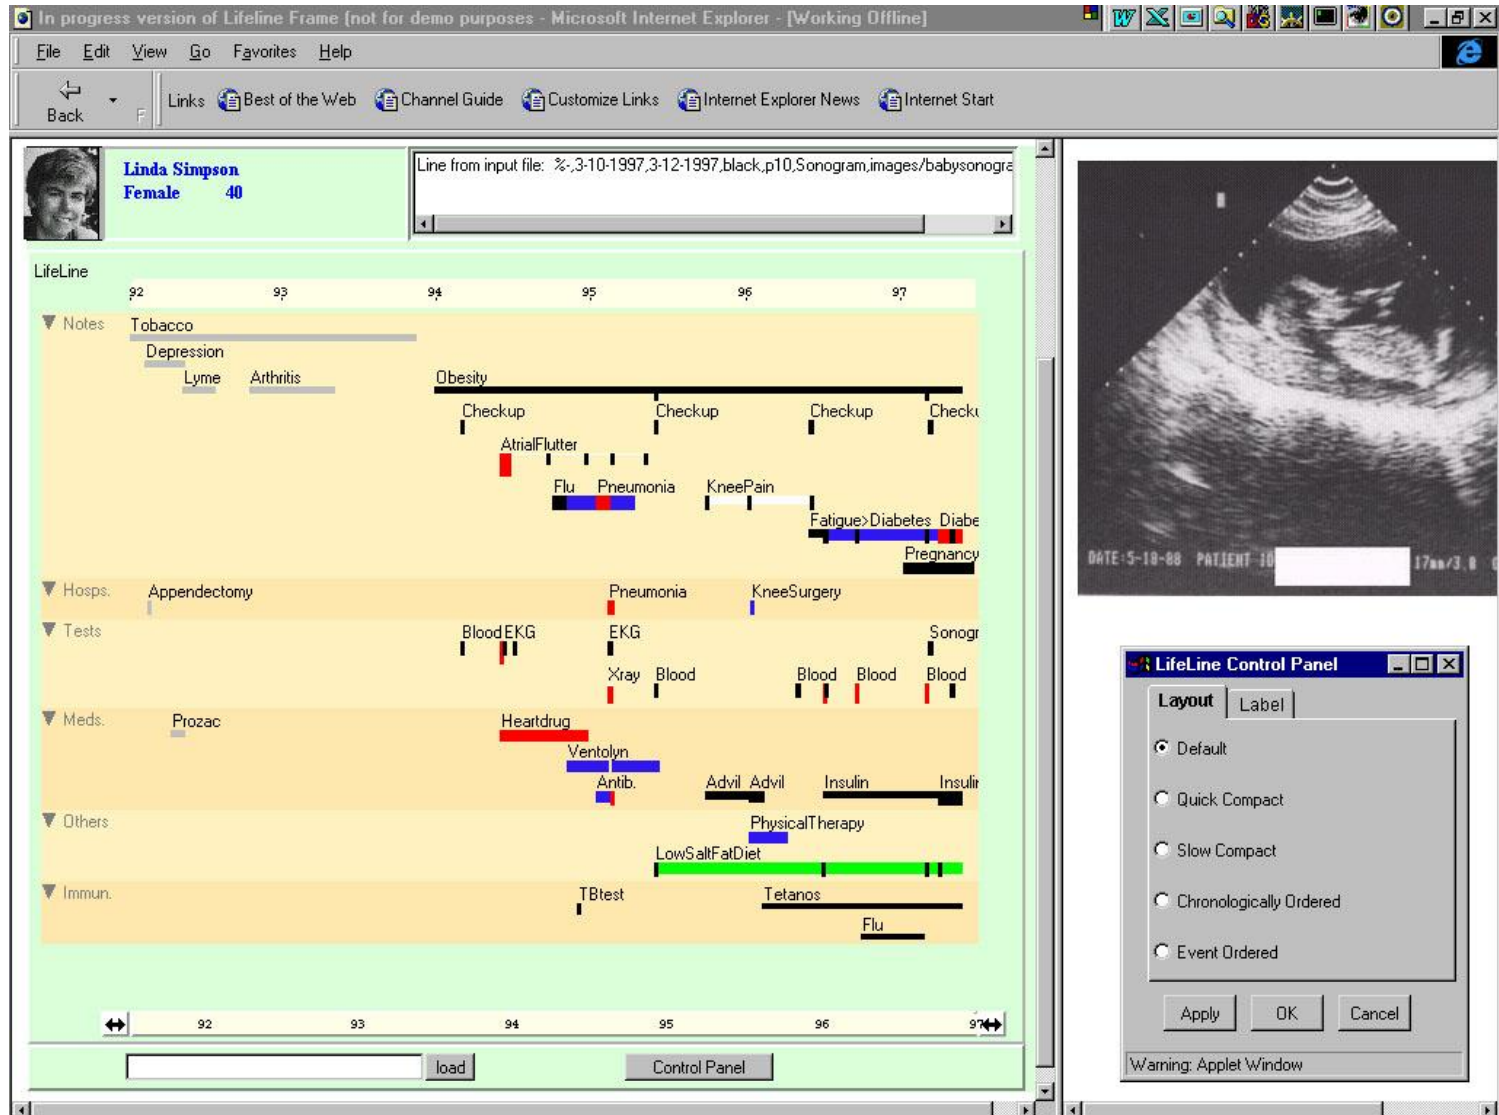 In progress version of Lifeline Frame (not for demo purposes - Microsoft Internet Explorer - [Working Offline]
File Edit View Go Favorites Help
Back
F
Links Best of the Web Channel Guide Customize Links Internet Explorer News Internet Start
Linda Simpson
Female 40
Line from input file: %-,3-10-1997,3-12-1997,black,p10,Sonogram,images/babysonogra
LifeLine
92 93 94 95 96 97
Notes Tobacco
Depression
Lyme Arthritis Obesity
Checkup Checkup Checkup Checku
AtrialFlutter
Flu Pneumonia KneePain
Fatigue>Diabetes Diabe
Pregnancy
Hosps. Appendectomy Pneumonia KneeSurgery
Tests Blood EKG EKG Sonogr
Xray Blood Blood Blood Blood
Meds. Prozac Heartdrug
Ventolyn
Antib. Advil Advil Insulin Insulin
Others PhysicalTherapy
LowSaltFatDiet
Immun. TBtest Tetanos
Flu
92 93 94 95 96 97
load Control Panel
DATE:5-18-88 PATIENT ID 17mm/3.0
LifeLine Control Panel
Layout Label
Default
Quick Compact
Slow Compact
Chronologically Ordered
Event Ordered
Apply OK Cancel
Warning: Applet Window